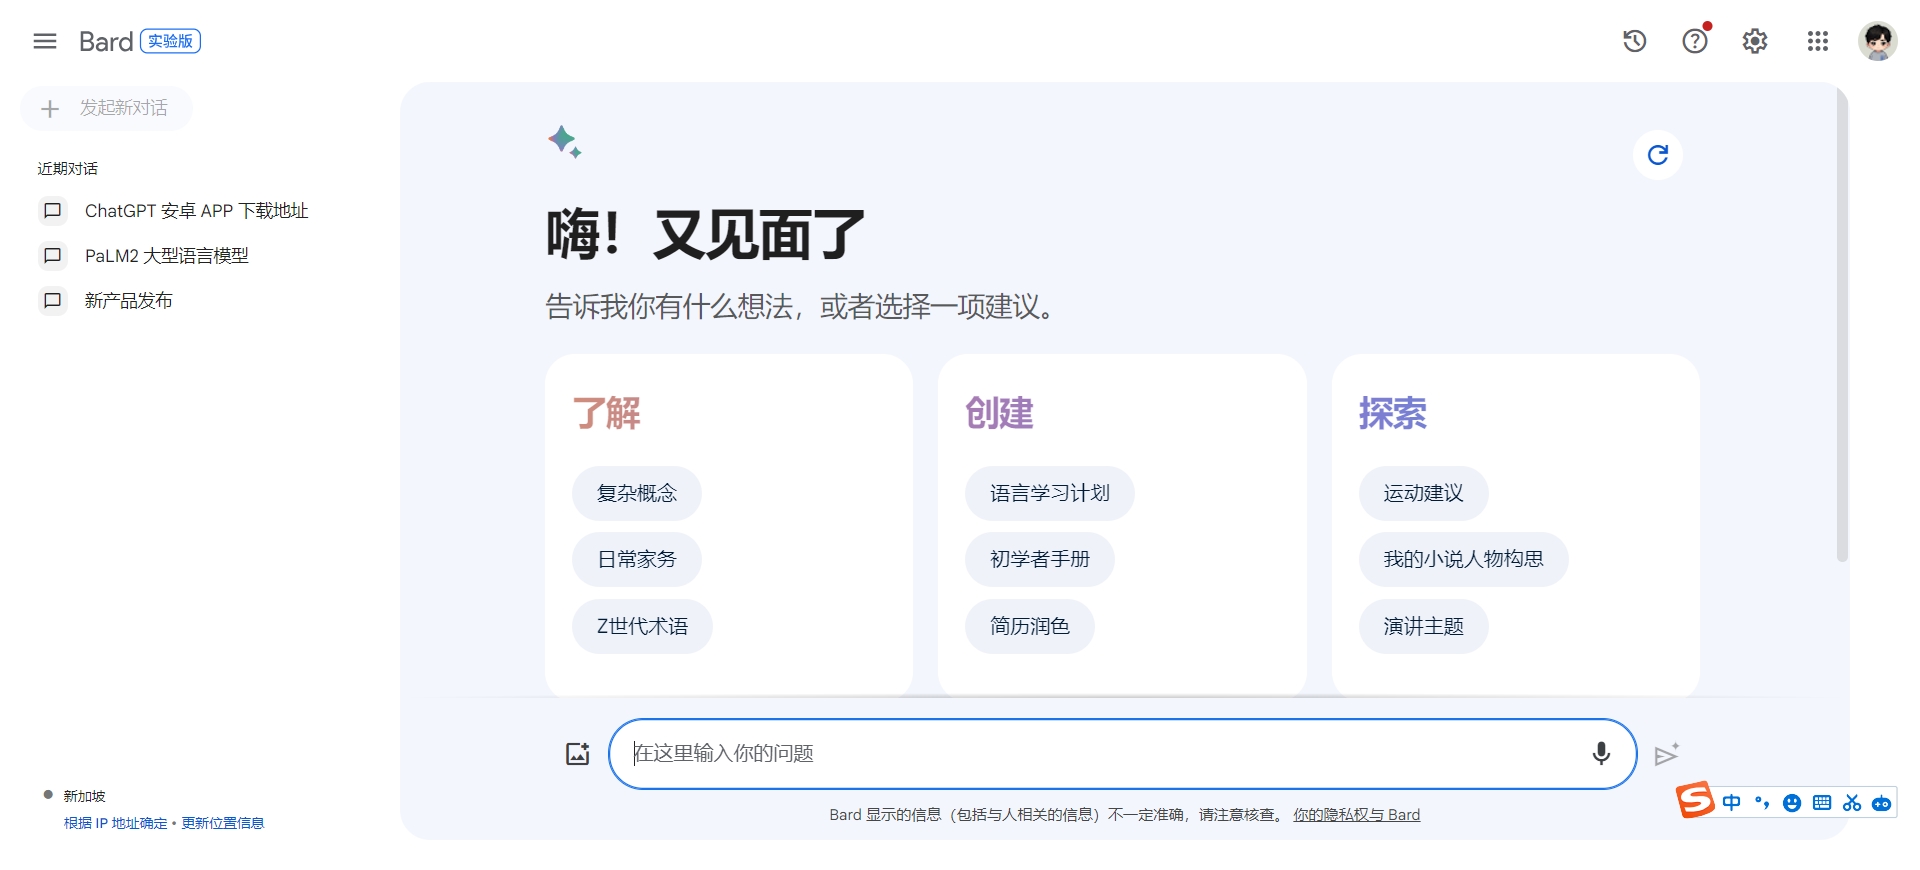 Bard 实验版
发起新对话
近期对话
ChatGPT 安卓 APP 下载地址
PaLM2 大型语言模型
新产品发布
新加坡
根据 IP 地址确定 • 更新位置信息
嗨！又见面了
告诉我你有什么想法，或者选择一项建议。
了解
复杂概念
日常家务
Z世代术语
创建
语言学习计划
初学者手册
简历润色
探索
运动建议
我的小说人物构思
演讲主题
在这里输入你的问题
Bard 显示的信息（包括与人相关的信息）不一定准确，请注意核查。 你的隐私权与 Bard
S 中 °，